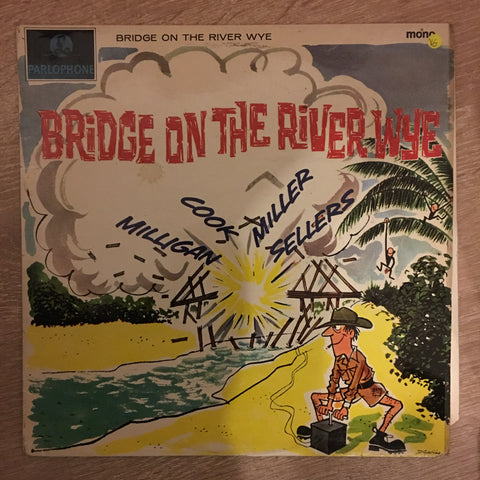 PARLOPHONE
BRIDGE ON THE RIVER WYE
mono
BRIDGE ON THE RIVER WYE
MILLIGAN
COOK
MILLER
SELLERS